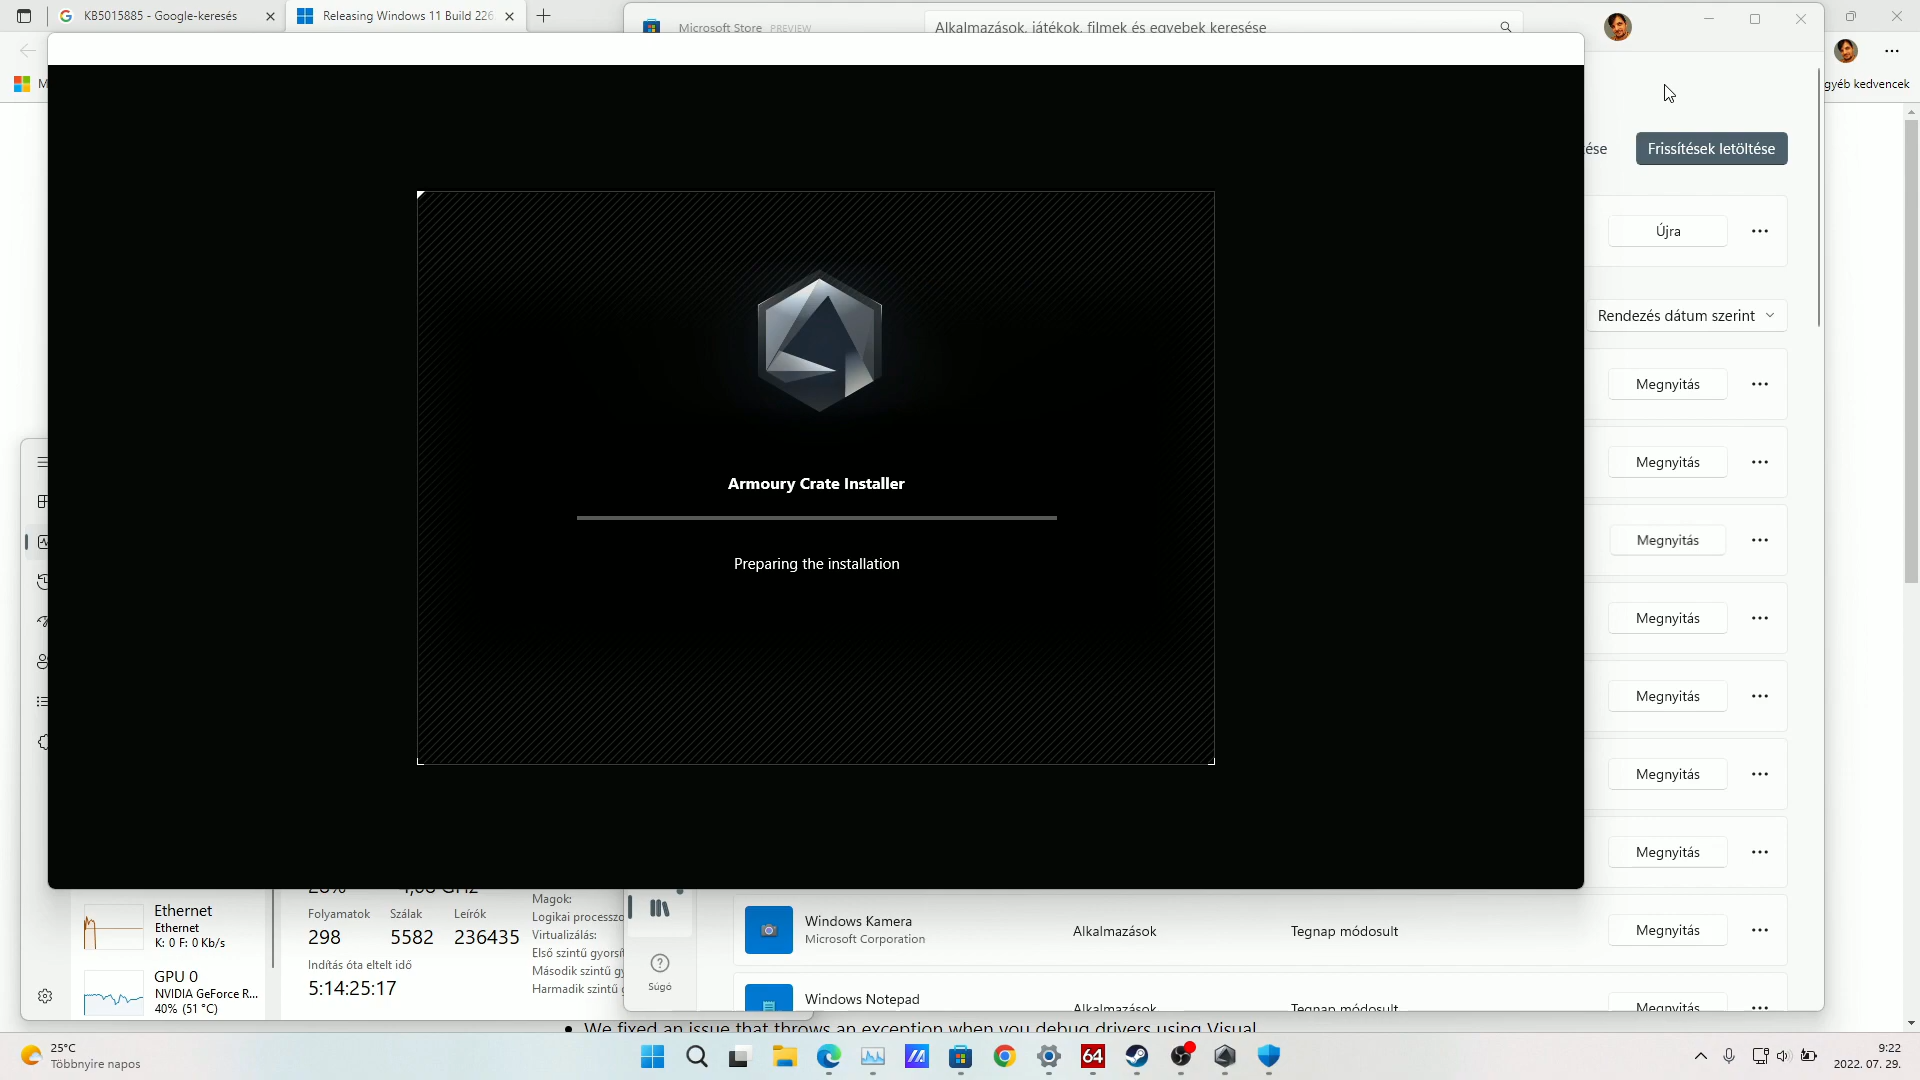 KB5015885 - Google-keresés
Releasing Windows 11 Build 226
Microsoft Store PREVIEW
Alkalmazások, játékok, filmek és egyebek keresése
M
gyéb kedvencek
ése
Frissítések letöltése
Újra
Rendezés dátum szerint
Megnyitás
Megnyitás
Armoury Crate Installer
Megnyitás
Preparing the installation
Megnyitás
Megnyitás
Megnyitás
Megnyitás
Ethernet
Ethernet
K: 0 F: 0 Kb/s
GPU 0
NVIDIA GeForce R...
40% (51 °C)
Folyamatok Szálak Leírók
298 5582 236435
Indítás óta eltelt idő
5:14:25:17
Magok:
Logikai processzo
Virtualizálás:
Első szintű gyorsí
Második szintű gy
Harmadik szintű g
Súgó
Windows Kamera
Microsoft Corporation
Alkalmazások
Tegnap módosult
Megnyitás
Windows Notepad
Alkalmazások
Tegnap módosult
Megnyitás
• We fixed an issue that throws an exception when you debug drivers using Visual
25°C
Többnyire napos
64
9:22
2022. 07. 29.